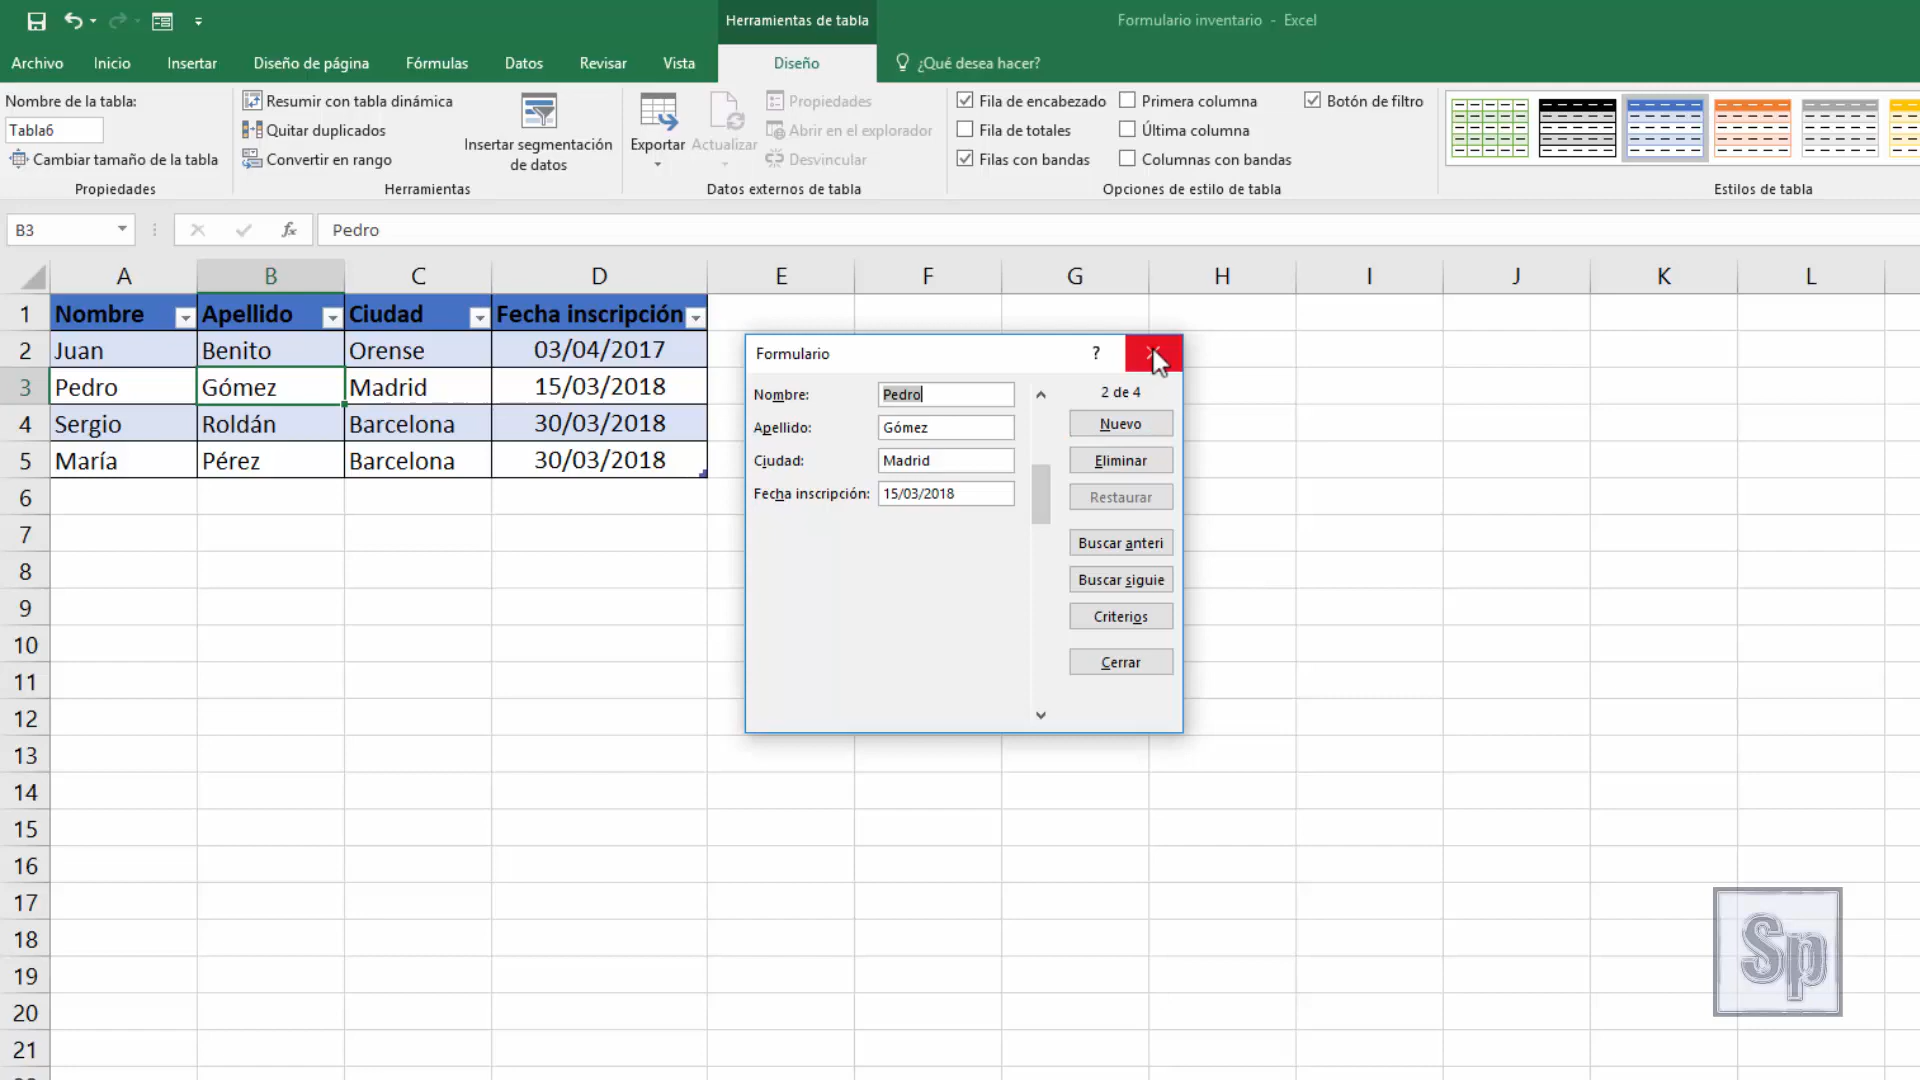 Herramientas de tabla
Formulario inventario - Excel
Archivo Inicio Insertar Diseño de página Fórmulas Datos Revisar Vista Diseño ¿Qué desea hacer?
Nombre de la tabla:
Tabla6
Cambiar tamaño de la tabla
Propiedades
Resumir con tabla dinámica
Quitar duplicados
Convertir en rango
Insertar segmentación
de datos
Herramientas
Exportar
Actualizar
Propiedades
Abrir en el explorador
Desvincular
Datos externos de tabla
Fila de encabezado
Fila de totales
Filas con bandas
Primera columna
Última columna
Columnas con bandas
Botón de filtro
Opciones de estilo de tabla
Estilos de tabla
B3
fx
Pedro
A B C D E F G H I J K L
1 Nombre Apellido Ciudad Fecha inscripción
2 Juan Benito Orense 03/04/2017
3 Pedro Gómez Madrid 15/03/2018
4 Sergio Roldán Barcelona 30/03/2018
5 María Pérez Barcelona 30/03/2018
6
7
8
9
10
11
12
13
14
15
16
17
18
19
20
21
Formulario ?
Nombre: Pedro
Apellido: Gómez
Ciudad: Madrid
Fecha inscripción: 15/03/2018
2 de 4
Nuevo
Eliminar
Restaurar
Buscar anteri
Buscar siguie
Criterios
Cerrar
Sp